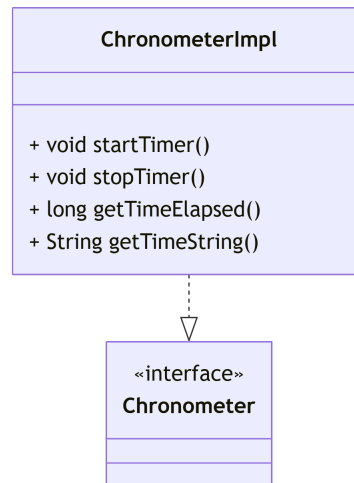 ChronometerImpl
+ void startTimer()
+ void stopTimer()
+ long getTimeElapsed()
+ String getTimeString()
«interface»
Chronometer